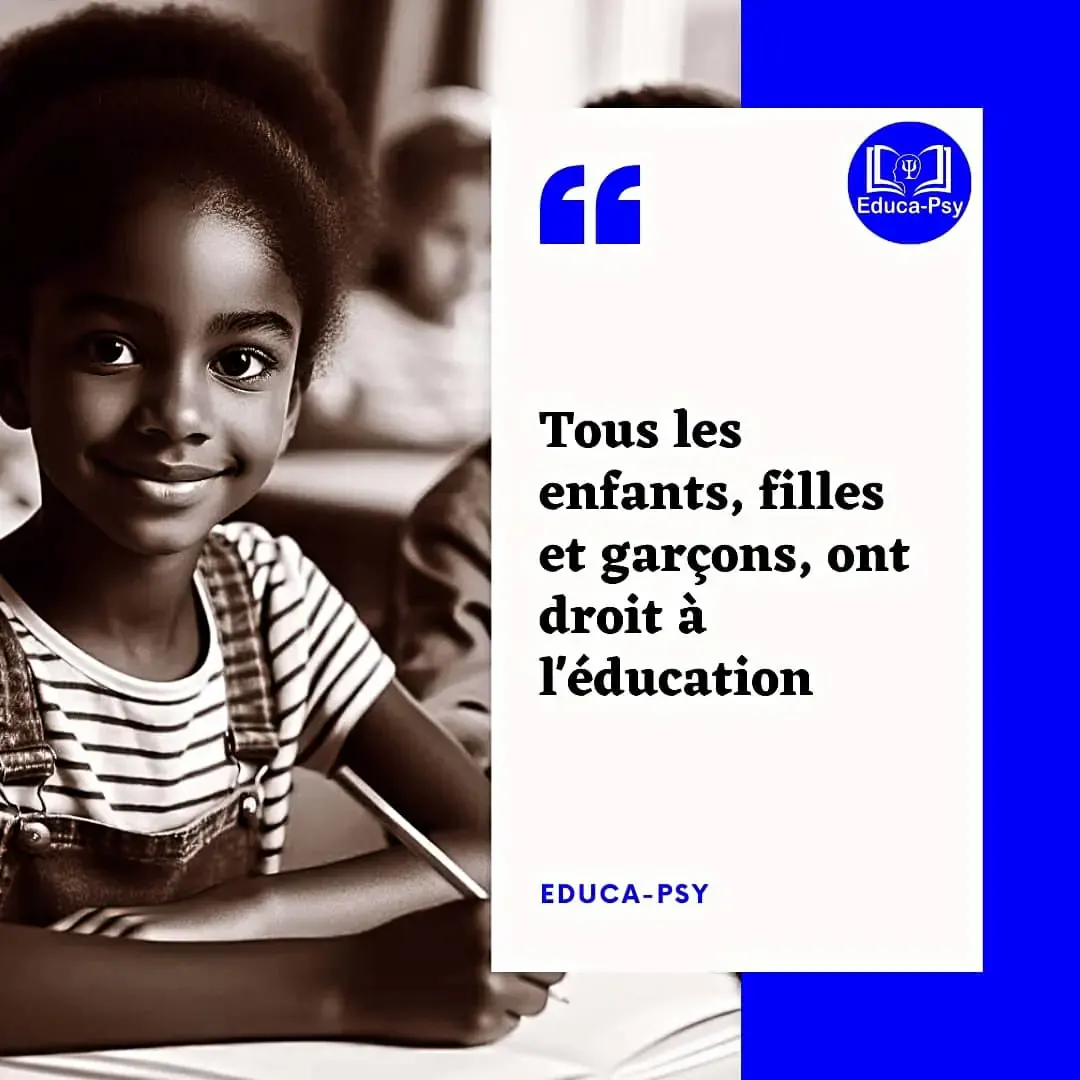 Educa-Psy
Tous les
enfants, filles
et garçons, ont
droit à
l'éducation
EDUCA-PSY